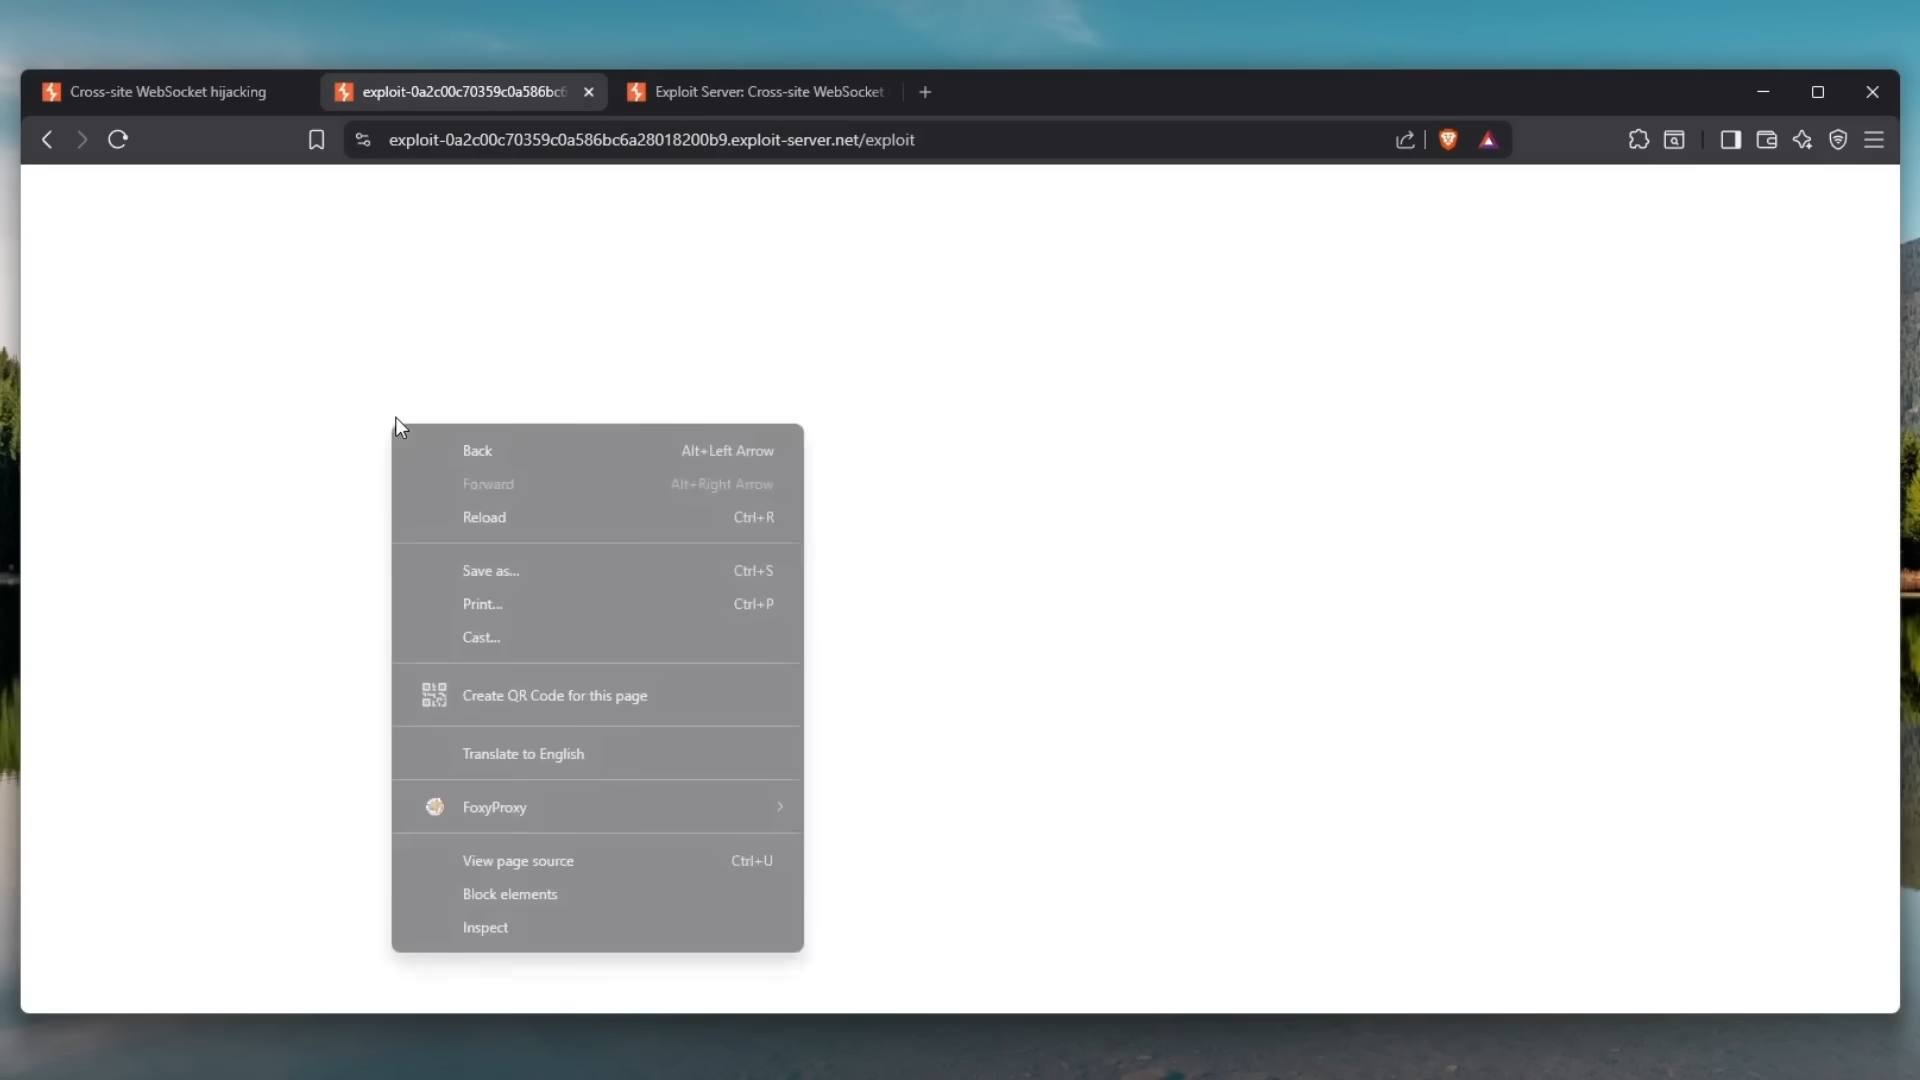 Cross-site WebSocket hijacking
exploit-0a2c00c70359c0a586bc6
Exploit Server: Cross-site WebSocket
exploit-0a2c00c70359c0a586bc6a28018200b9.exploit-server.net/exploit
Back Alt+Left Arrow
Forward Alt+Right Arrow
Reload Ctrl+R
Save as... Ctrl+S
Print... Ctrl+P
Cast...
Create QR Code for this page
Translate to English
FoxyProxy
View page source Ctrl+U
Block elements
Inspect